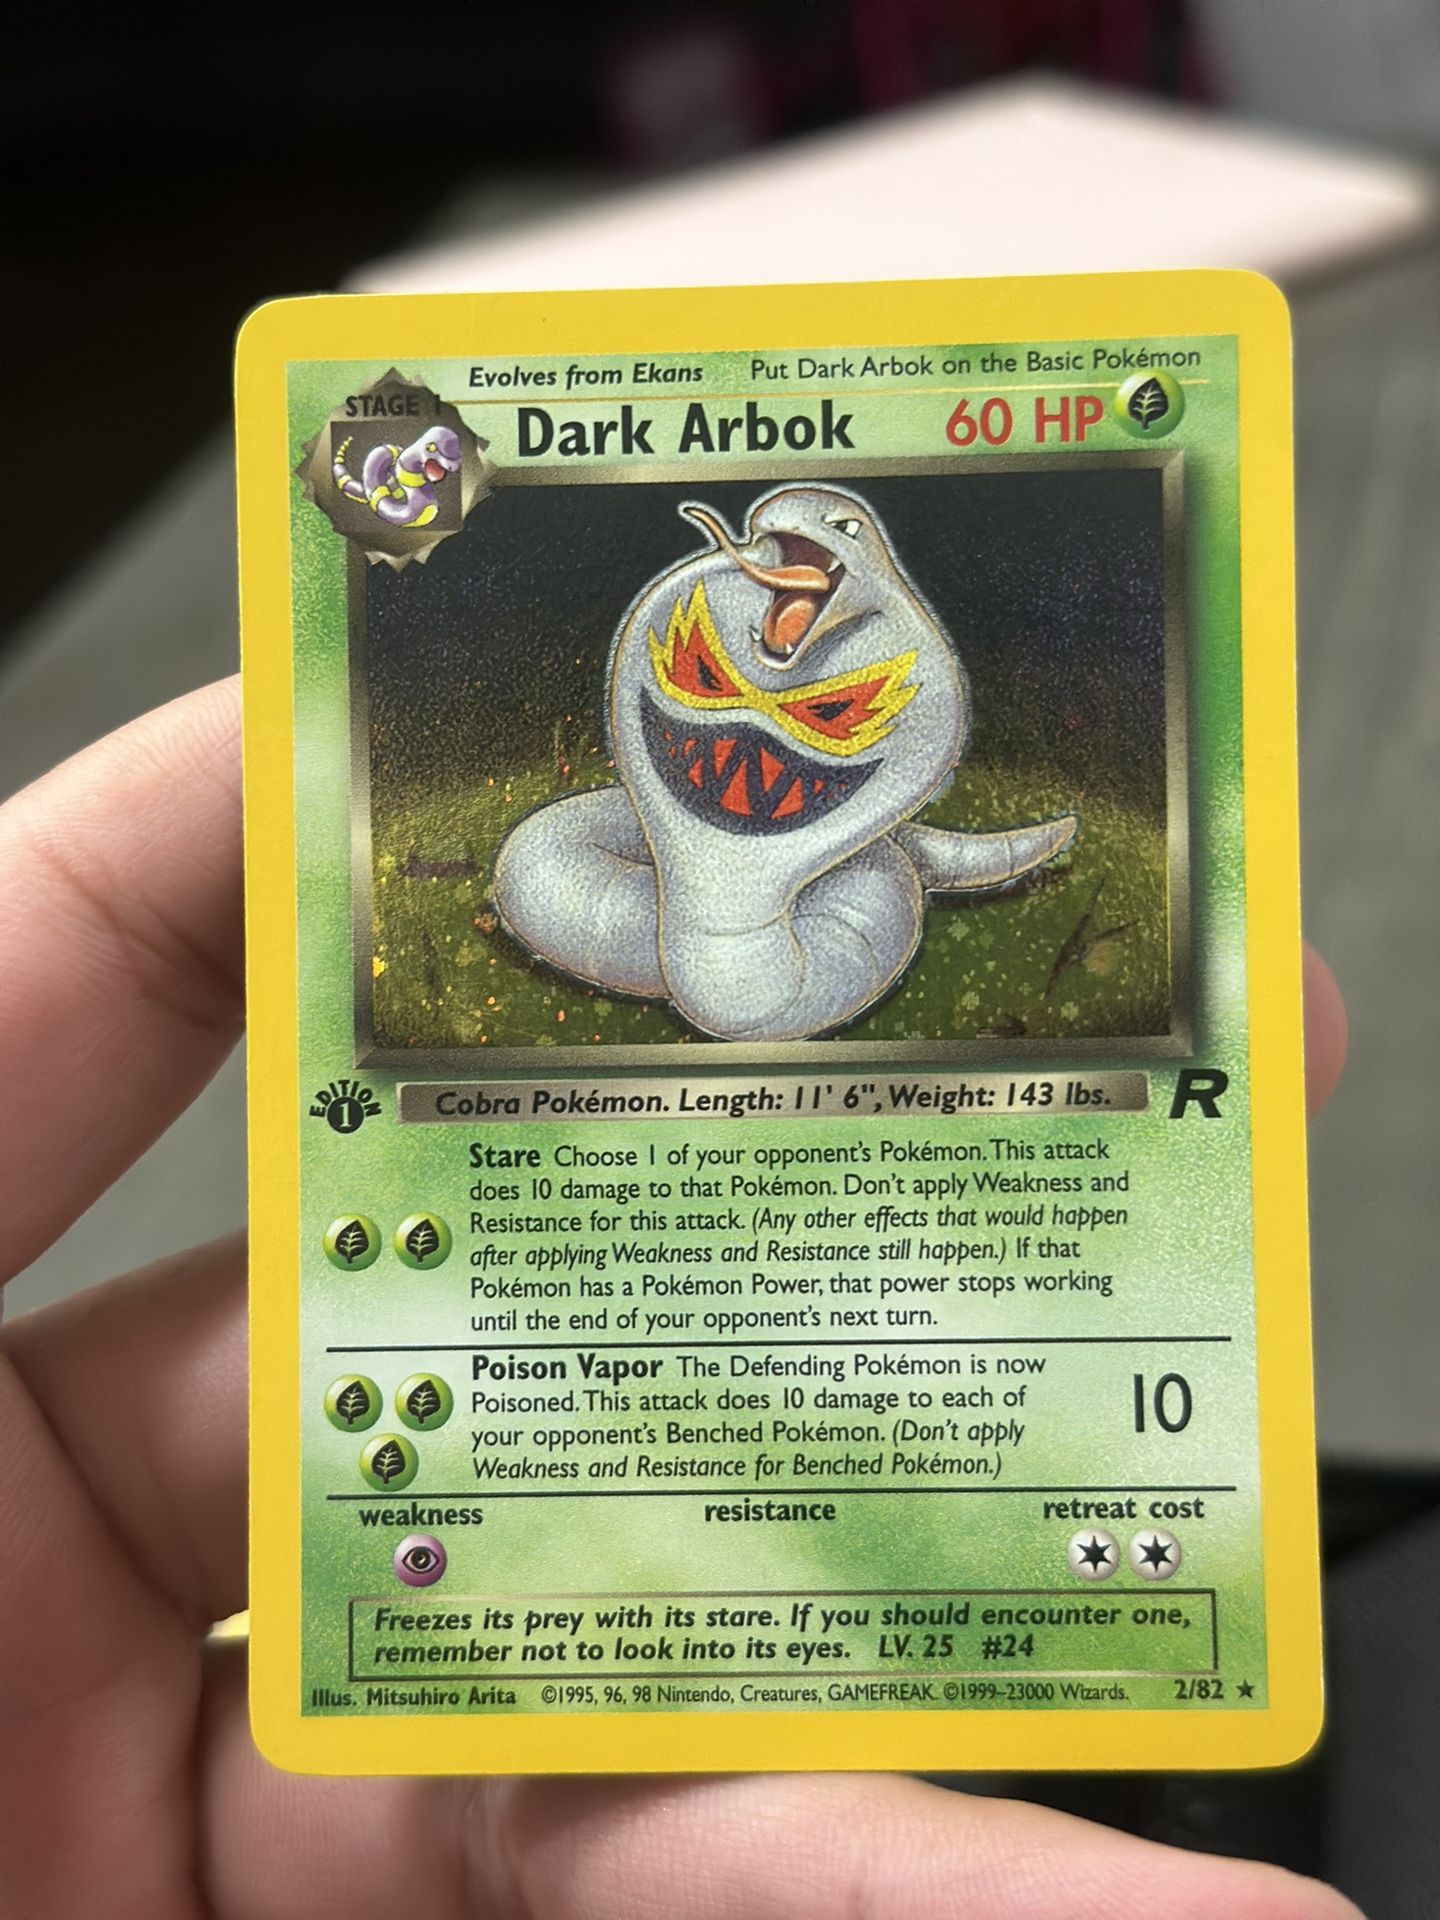 Evolves from Ekans Put Dark Arbok on the Basic Pokémon
STAGE 1
Dark Arbok 60 HP
EDITION
1
Cobra Pokémon. Length: 11' 6", Weight: 143 lbs.
R
Stare Choose 1 of your opponent's Pokémon. This attack
does 10 damage to that Pokémon. Don't apply Weakness and
Resistance for this attack. (Any other effects that would happen
after applying Weakness and Resistance still happen.) If that
Pokémon has a Pokémon Power, that power stops working
until the end of your opponent's next turn.
Poison Vapor The Defending Pokémon is now
Poisoned. This attack does 10 damage to each of
your opponent's Benched Pokémon. (Don't apply
Weakness and Resistance for Benched Pokémon.)
10
weakness resistance retreat cost
Freezes its prey with its stare. If you should encounter one,
remember not to look into its eyes. LV. 25 #24
Illus. Mitsuhiro Arita ©1995, 96, 98 Nintendo, Creatures, GAMEFREAK. ©1999–23000 Wizards. 2/82 ★